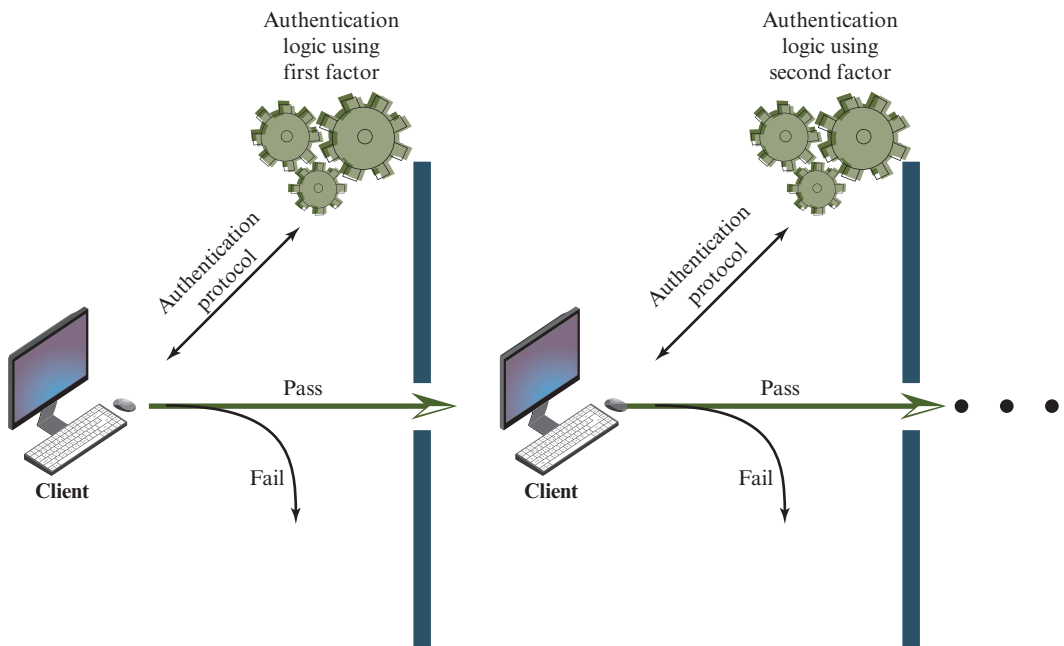 Authentication
logic using
first factor
Authentication
protocol
Pass
Fail
Client
Authentication
logic using
second factor
Authentication
protocol
Pass
Fail
Client